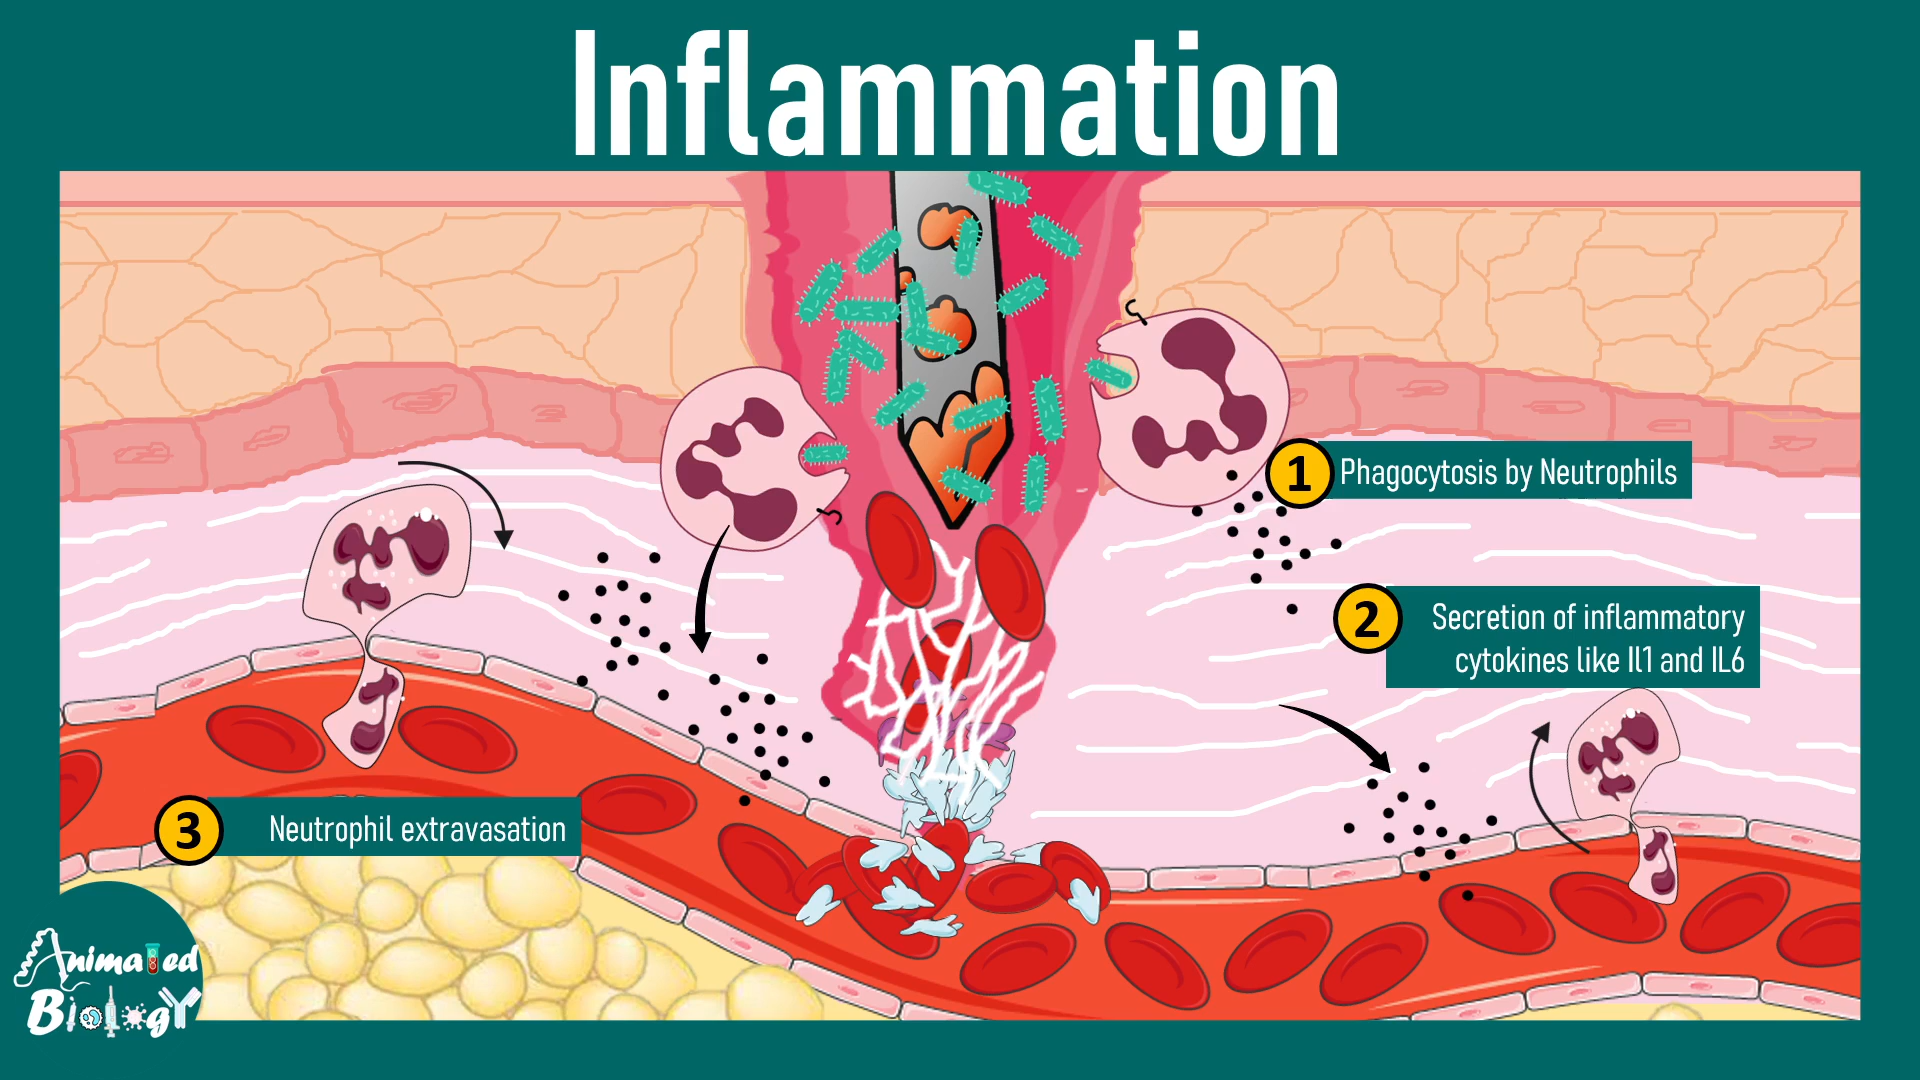 Inflammation
1 Phagocytosis by Neutrophils
2 Secretion of inflammatory
cytokines like Il1 and IL6
3 Neutrophil extravasation
Animated
Biology